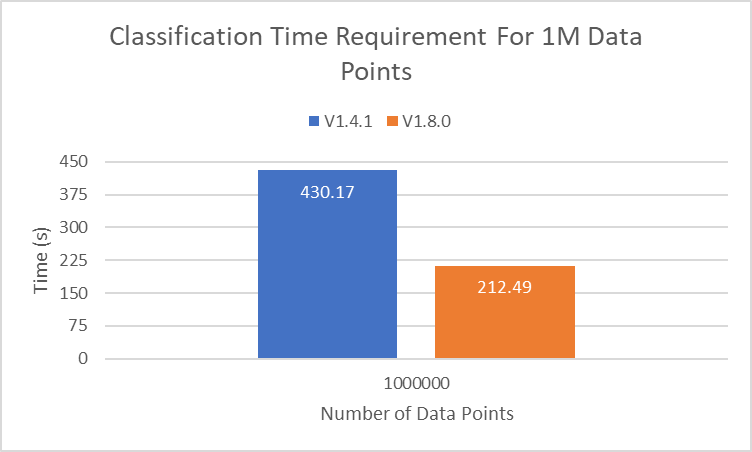 Classification Time Requirement For 1M Data
Points
V1.4.1 V1.8.0
450
375
300
225
150
75
0
Time (s)
430.17
212.49
1000000
Number of Data Points